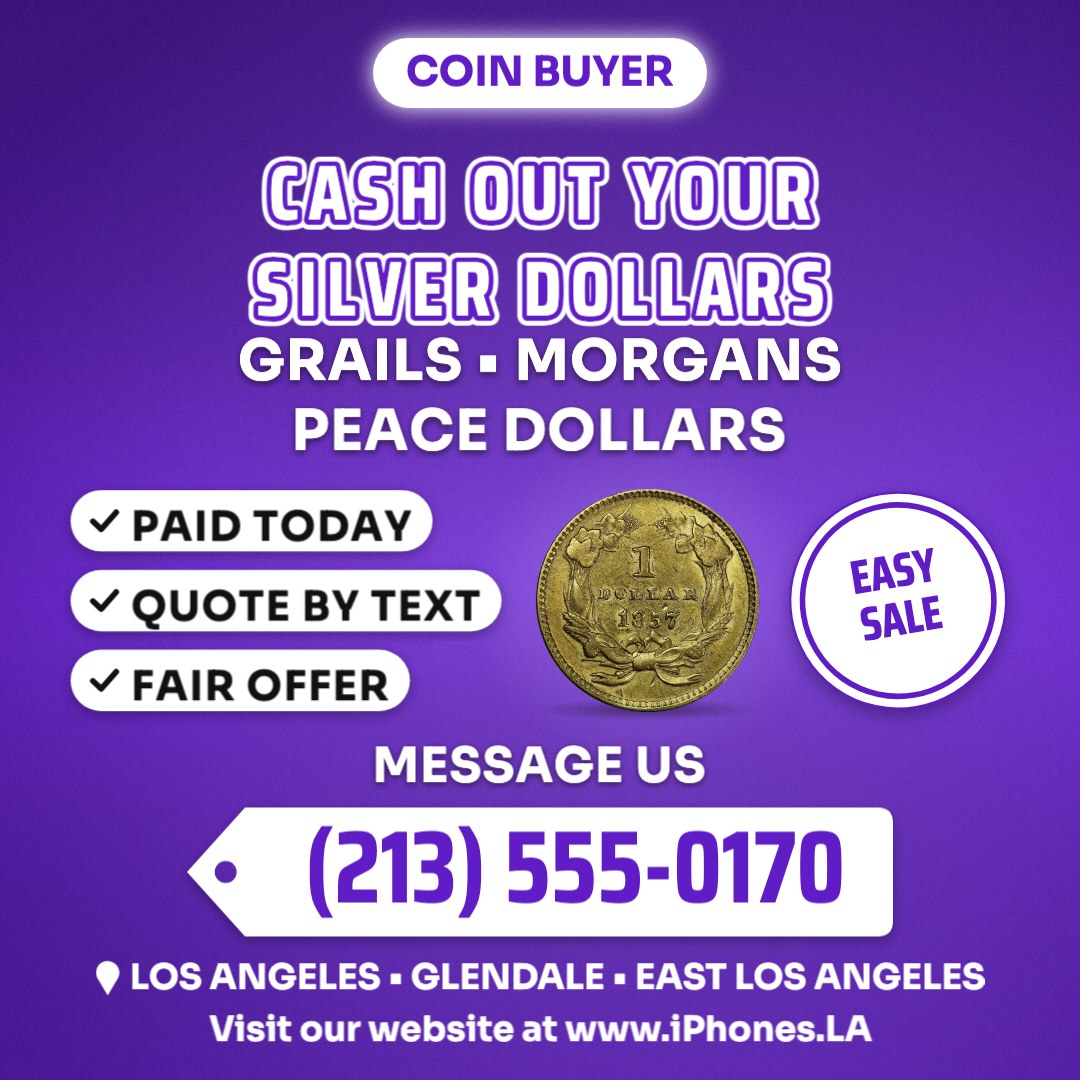 COIN BUYER
CASH OUT YOUR
SILVER DOLLARS
GRAILS ▪ MORGANS
PEACE DOLLARS
✓ PAID TODAY
✓ QUOTE BY TEXT
✓ FAIR OFFER
1
DOLLAR
1857
EASY
SALE
MESSAGE US
(213) 555-0170
LOS ANGELES ▪ GLENDALE ▪ EAST LOS ANGELES
Visit our website at www.iPhones.LA